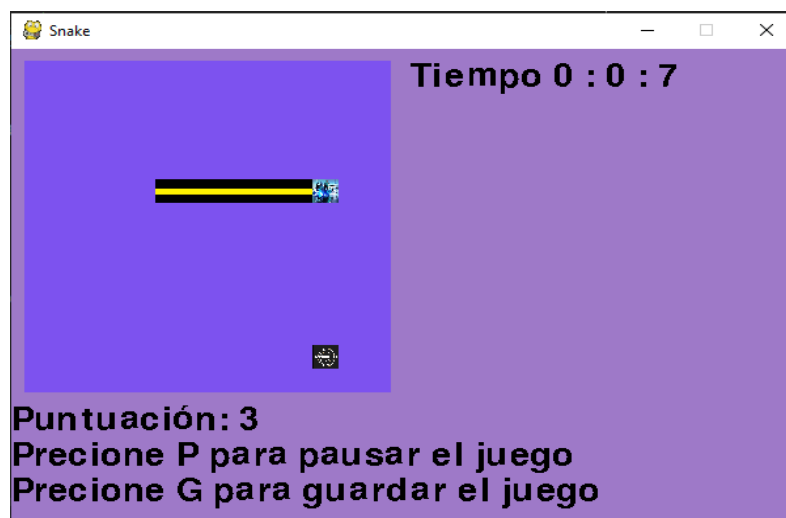 Snake
Tiempo 0 : 0 : 7
Puntuación: 3
Precione P para pausar el juego
Precione G para guardar el juego